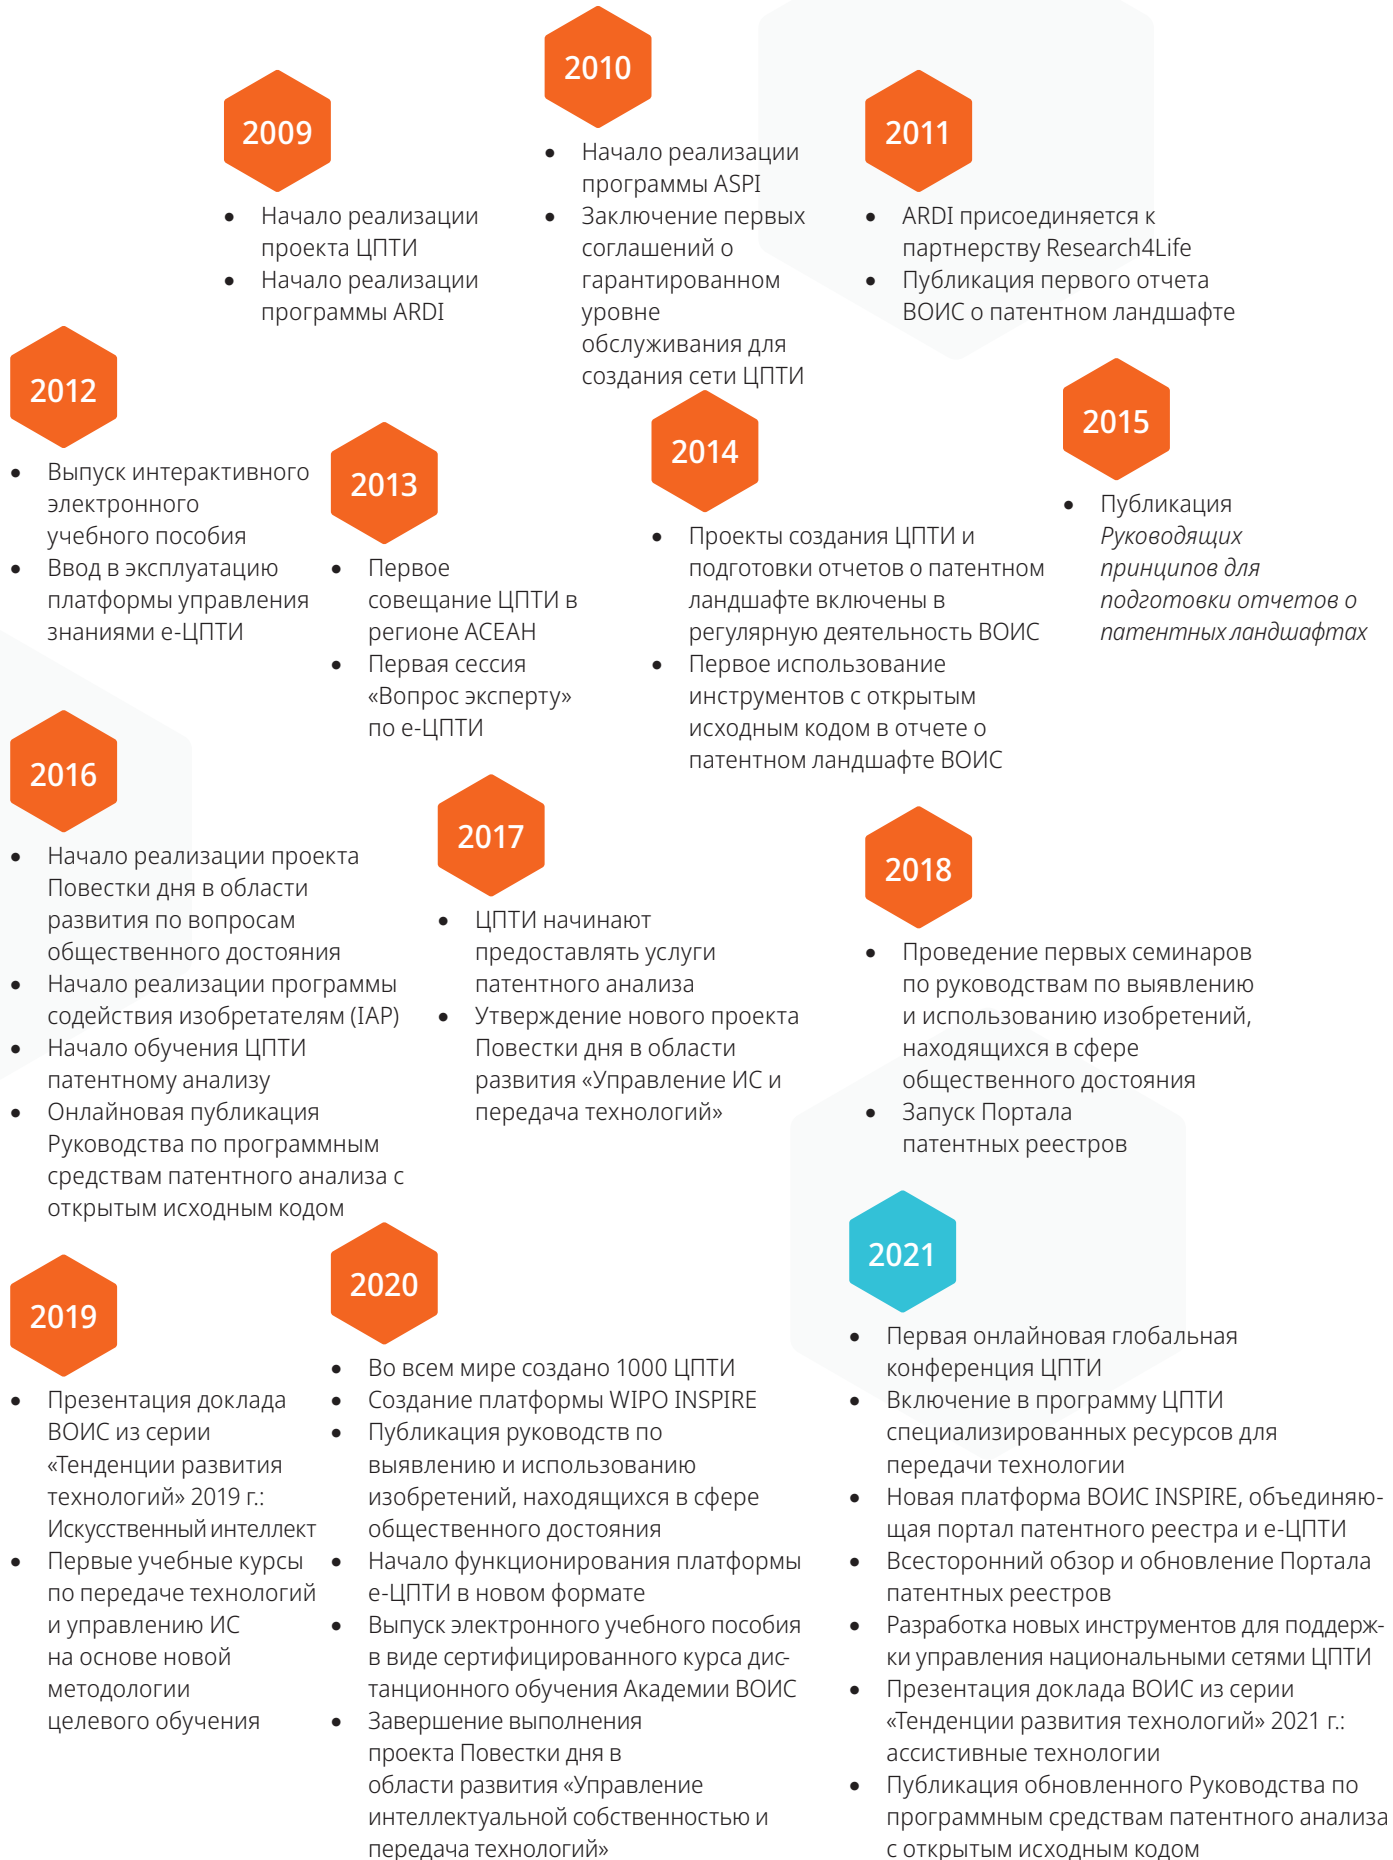 2009
• Начало реализации
проекта ЦПТИ
• Начало реализации
программы ARDI
2010
• Начало реализации
программы ASPI
• Заключение первых
соглашений о
гарантированном
уровне
обслуживания для
создания сети ЦПТИ
2011
• ARDI присоединяется к
партнерству Research4Life
• Публикация первого отчета
ВОИС о патентном ландшафте
2012
• Выпуск интерактивного
электронного
учебного пособия
• Ввод в эксплуатацию
платформы управления
знаниями е-ЦПТИ
2013
• Первое
совещание ЦПТИ в
регионе АСЕАН
• Первая сессия
«Вопрос эксперту»
по е-ЦПТИ
2014
• Проекты создания ЦПТИ и
подготовки отчетов о патентном
ландшафте включены в
регулярную деятельность ВОИС
• Первое использование
инструментов с открытым
исходным кодом в отчете о
патентном ландшафте ВОИС
2015
• Публикация
Руководящих
принципов для
подготовки отчетов о
патентных ландшафтах
2016
• Начало реализации проекта
Повестки дня в области
развития по вопросам
общественного достояния
• Начало реализации программы
содействия изобретателям (IAP)
• Начало обучения ЦПТИ
патентному анализу
• Онлайновая публикация
Руководства по программным
средствам патентного анализа с
открытым исходным кодом
2017
• ЦПТИ начинают
предоставлять услуги
патентного анализа
• Утверждение нового проекта
Повестки дня в области
развития «Управление ИС и
передача технологий»
2018
• Проведение первых семинаров
по руководствам по выявлению
и использованию изобретений,
находящихся в сфере
общественного достояния
• Запуск Портала
патентных реестров
2019
• Презентация доклада
ВОИС из серии
«Тенденции развития
технологий» 2019 г.:
Искусственный интеллект
• Первые учебные курсы
по передаче технологий
и управлению ИС
на основе новой
методологии
целевого обучения
2020
• Во всем мире создано 1000 ЦПТИ
• Создание платформы WIPO INSPIRE
• Публикация руководств по
выявлению и использованию
изобретений, находящихся в сфере
общественного достояния
• Начало функционирования платформы
е-ЦПТИ в новом формате
• Выпуск электронного учебного пособия
в виде сертифицированного курса дис-
танционного обучения Академии ВОИС
• Завершение выполнения
проекта Повестки дня в
области развития «Управление
интеллектуальной собственностью и
передача технологий»
2021
• Первая онлайновая глобальная
конференция ЦПТИ
• Включение в программу ЦПТИ
специализированных ресурсов для
передачи технологии
• Новая платформа ВОИС INSPIRE, объединяю-
щая портал патентного реестра и е-ЦПТИ
• Всесторонний обзор и обновление Портала
патентных реестров
• Разработка новых инструментов для поддерж-
ки управления национальными сетями ЦПТИ
• Презентация доклада ВОИС из серии
«Тенденции развития технологий» 2021 г.:
ассистивные технологии
• Публикация обновленного Руководства по
программным средствам патентного анализа
с открытым исходным кодом